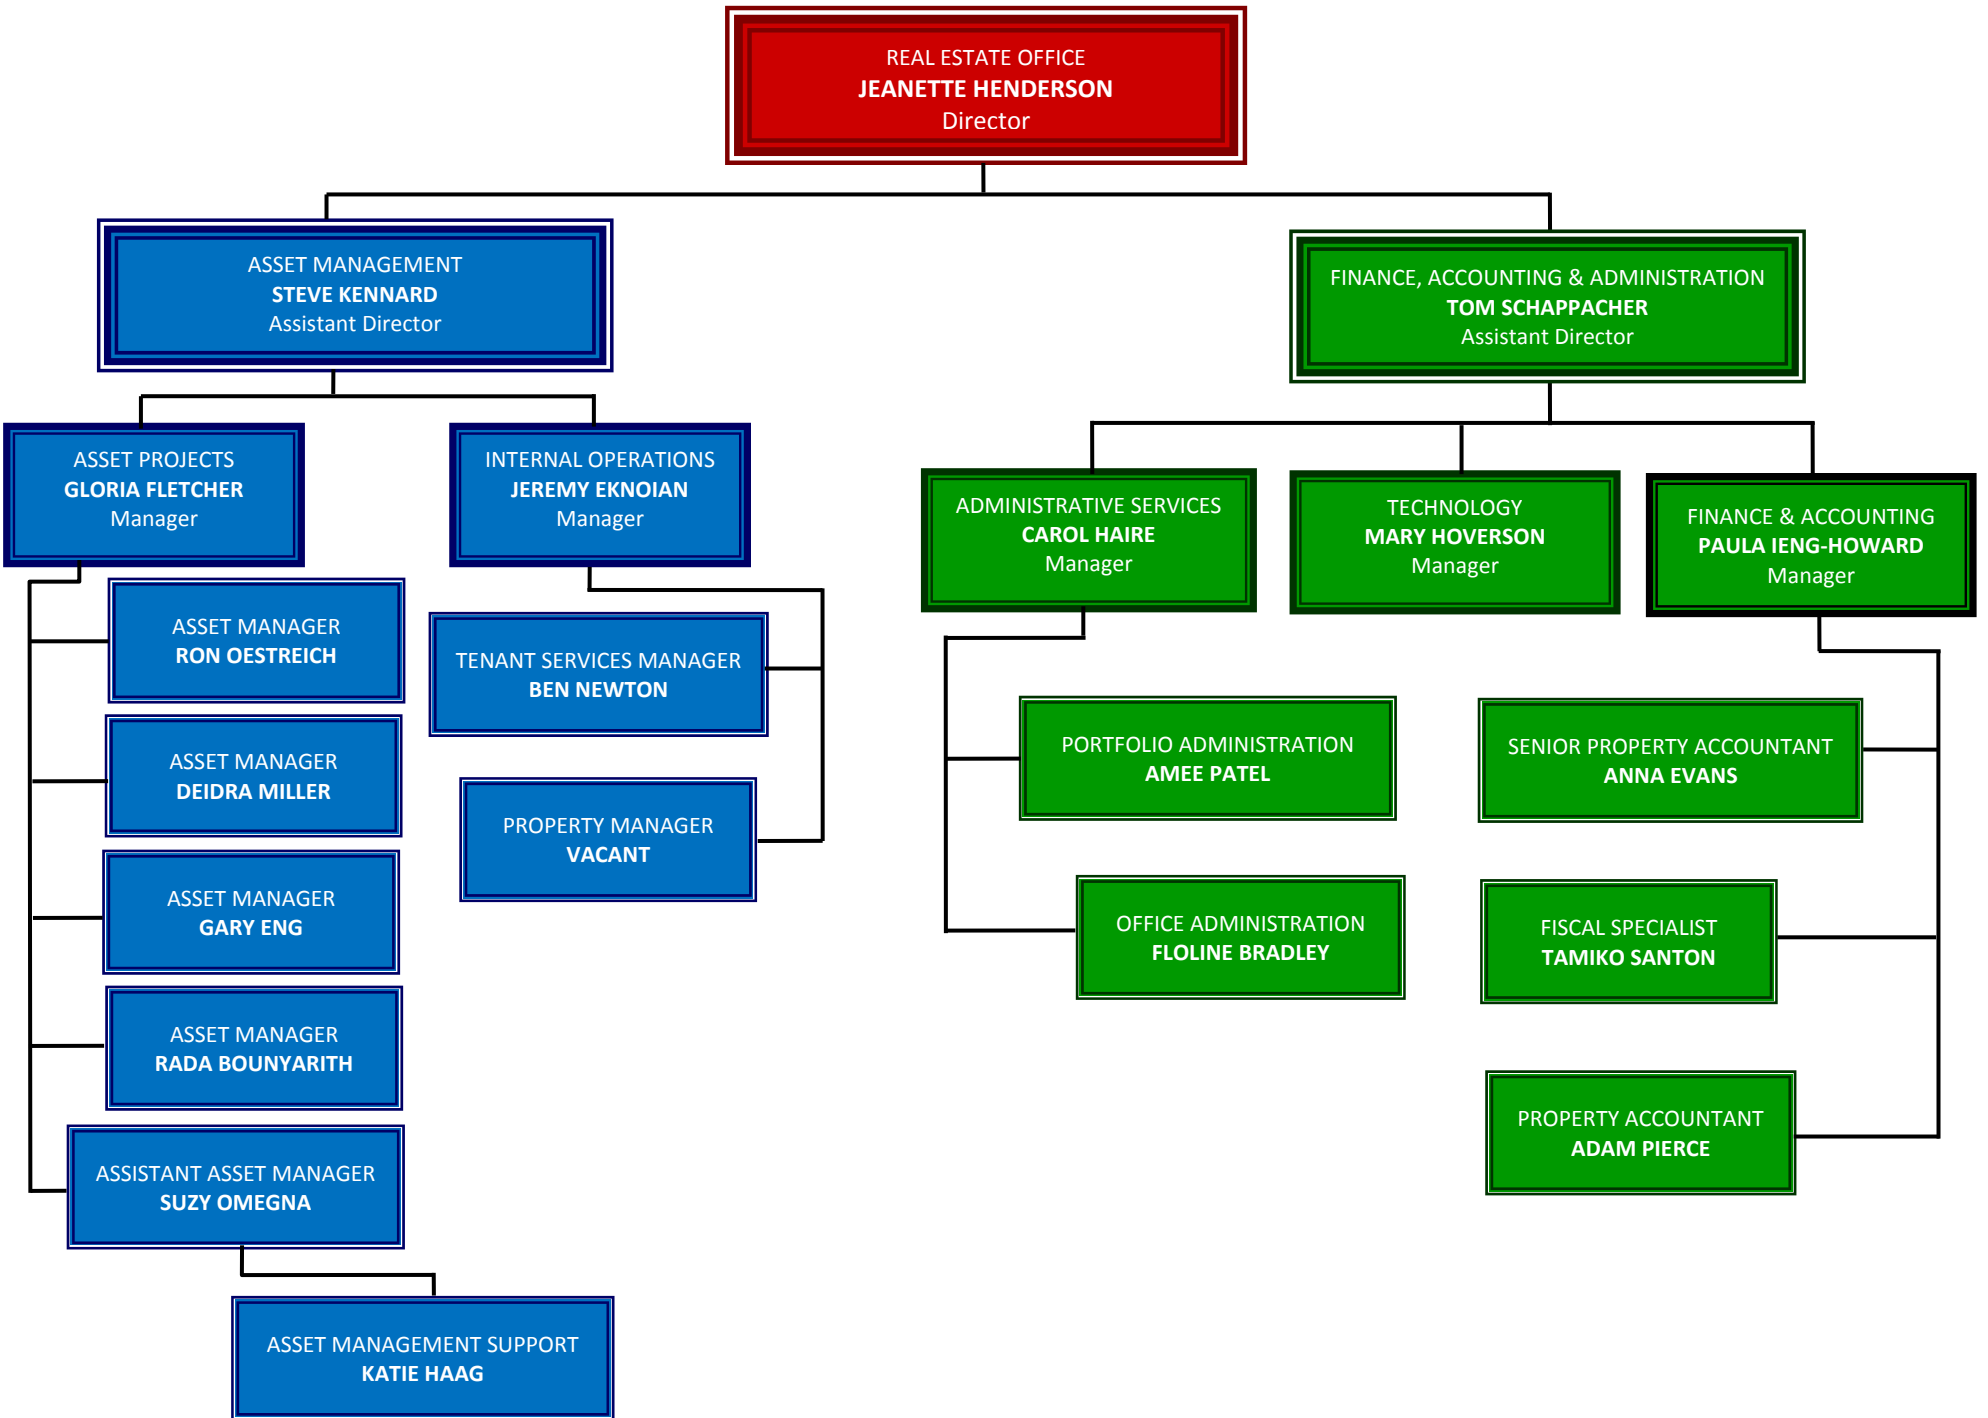 REAL ESTATE OFFICE
JEANETTE HENDERSON
Director
ASSET MANAGEMENT
STEVE KENNARD
Assistant Director
FINANCE, ACCOUNTING & ADMINISTRATION
TOM SCHAPPACHER
Assistant Director
ASSET PROJECTS
GLORIA FLETCHER
Manager
INTERNAL OPERATIONS
JEREMY EKNOIAN
Manager
ADMINISTRATIVE SERVICES
CAROL HAIRE
Manager
TECHNOLOGY
MARY HOVERSON
Manager
FINANCE & ACCOUNTING
PAULA IENG-HOWARD
Manager
ASSET MANAGER
RON OESTREICH
TENANT SERVICES MANAGER
BEN NEWTON
PORTFOLIO ADMINISTRATION
AMEE PATEL
SENIOR PROPERTY ACCOUNTANT
ANNA EVANS
ASSET MANAGER
DEIDRA MILLER
PROPERTY MANAGER
VACANT
ASSET MANAGER
GARY ENG
OFFICE ADMINISTRATION
FLOLINE BRADLEY
FISCAL SPECIALIST
TAMIKO SANTON
ASSET MANAGER
RADA BOUNYARITH
PROPERTY ACCOUNTANT
ADAM PIERCE
ASSISTANT ASSET MANAGER
SUZY OMEGNA
ASSET MANAGEMENT SUPPORT
KATIE HAAG